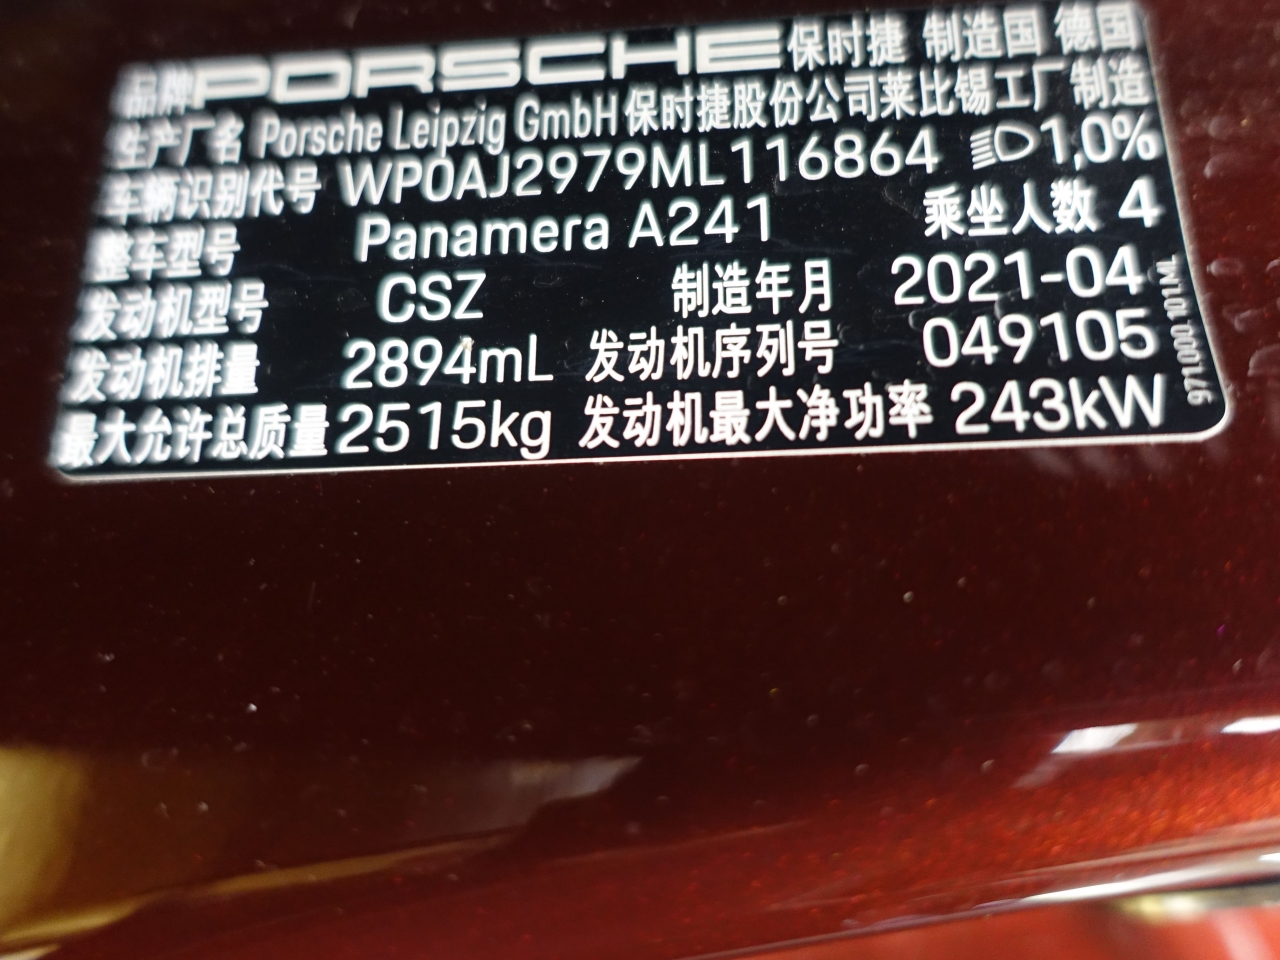 品牌 PORSCHE 保时捷 制造国 德国
生产厂名 Porsche Leipzig GmbH 保时捷股份公司莱比锡工厂制造
车辆识别代号 WP0AJ2979ML116864 1,0%
整车型号 Panamera A241 乘坐人数 4
发动机型号 CSZ 制造年月 2021-04
发动机排量 2894mL 发动机序列号 049105
最大允许总质量 2515kg 发动机最大净功率 243kW
971.000.101.ML